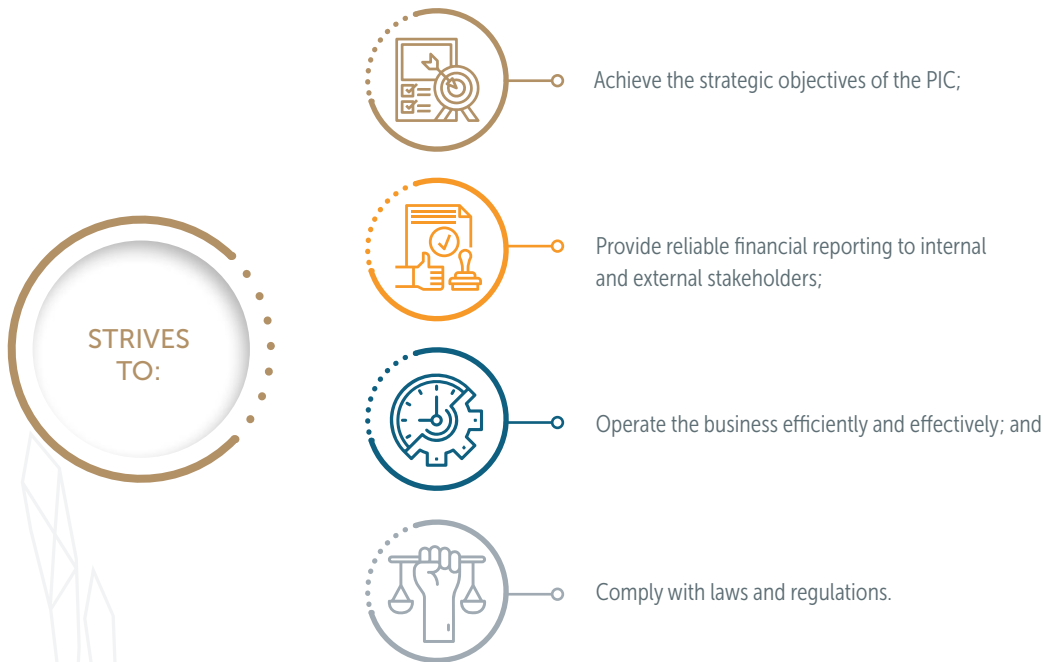 STRIVES
TO:
Achieve the strategic objectives of the PIC;
Provide reliable financial reporting to internal
and external stakeholders;
Operate the business efficiently and effectively; and
Comply with laws and regulations.